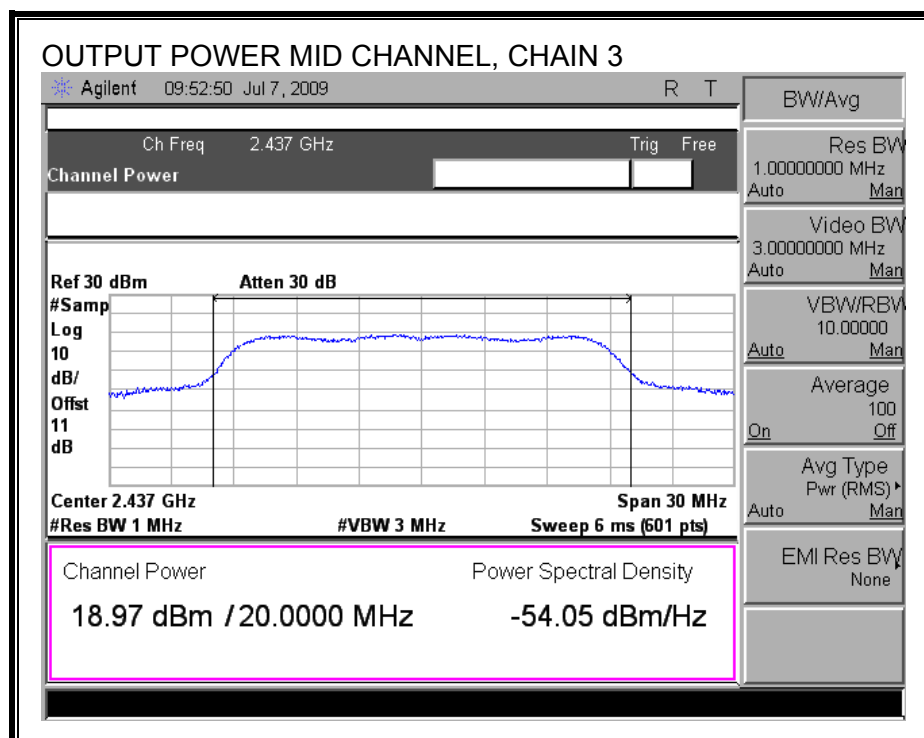 OUTPUT POWER MID CHANNEL, CHAIN 3
Agilent 09:52:50 Jul 7, 2009 R T
Ch Freq 2.437 GHz Trig Free
Channel Power
Ref 30 dBm Atten 30 dB
#Samp
Log
10
dB/
Offst
11
dB
Center 2.437 GHz Span 30 MHz
#Res BW 1 MHz #VBW 3 MHz Sweep 6 ms (601 pts)
Channel Power Power Spectral Density
18.97 dBm / 20.0000 MHz -54.05 dBm/Hz
BW/Avg
Res BW
1.00000000 MHz
Auto Man
Video BW
3.00000000 MHz
Auto Man
VBW/RBW
10.00000
Auto Man
Average
100
On Off
Avg Type
Pwr (RMS)
Auto Man
EMI Res BW
None